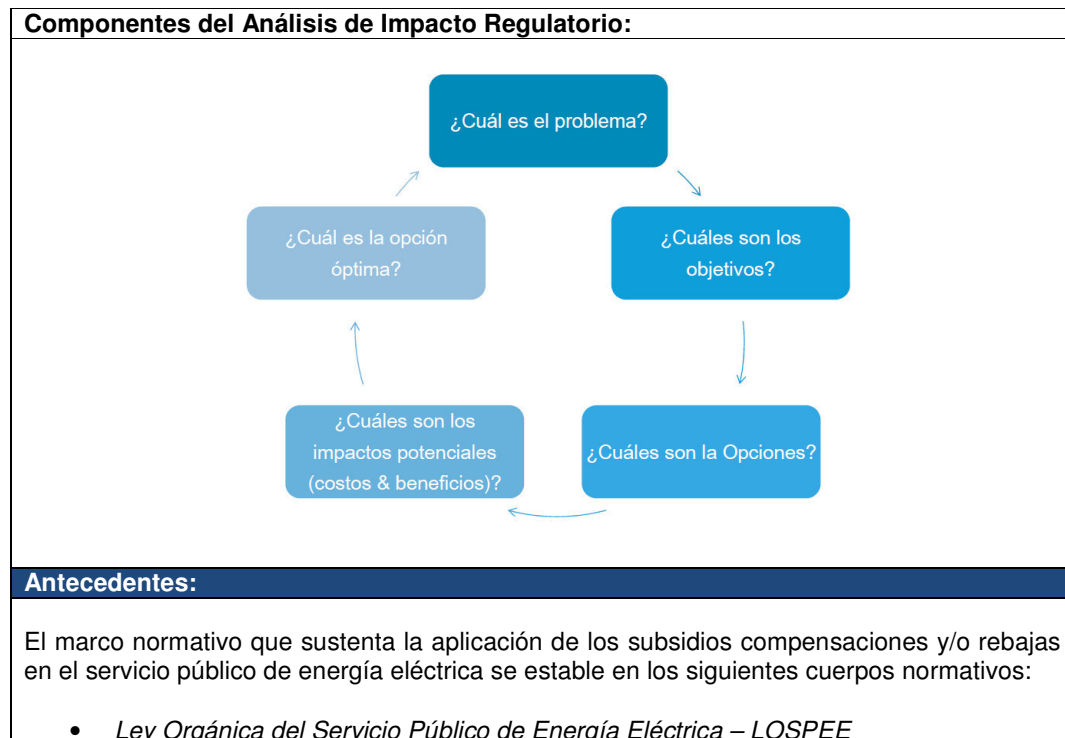 Componentes del Análisis de Impacto Regulatorio:
¿Cuál es el problema?
¿Cuáles son los
objetivos?
¿Cuáles son la Opciones?
¿Cuáles son los
impactos potenciales
(costos & beneficios)?
¿Cuál es la opción
óptima?
Antecedentes:
El marco normativo que sustenta la aplicación de los subsidios compensaciones y/o rebajas
en el servicio público de energía eléctrica se estable en los siguientes cuerpos normativos:
• Ley Orgánica del Servicio Público de Energía Eléctrica – LOSPEE